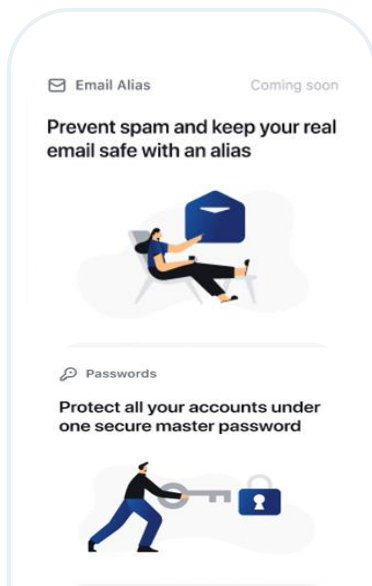 Email Alias Coming soon
Prevent spam and keep your real
email safe with an alias
Passwords
Protect all your accounts under
one secure master password